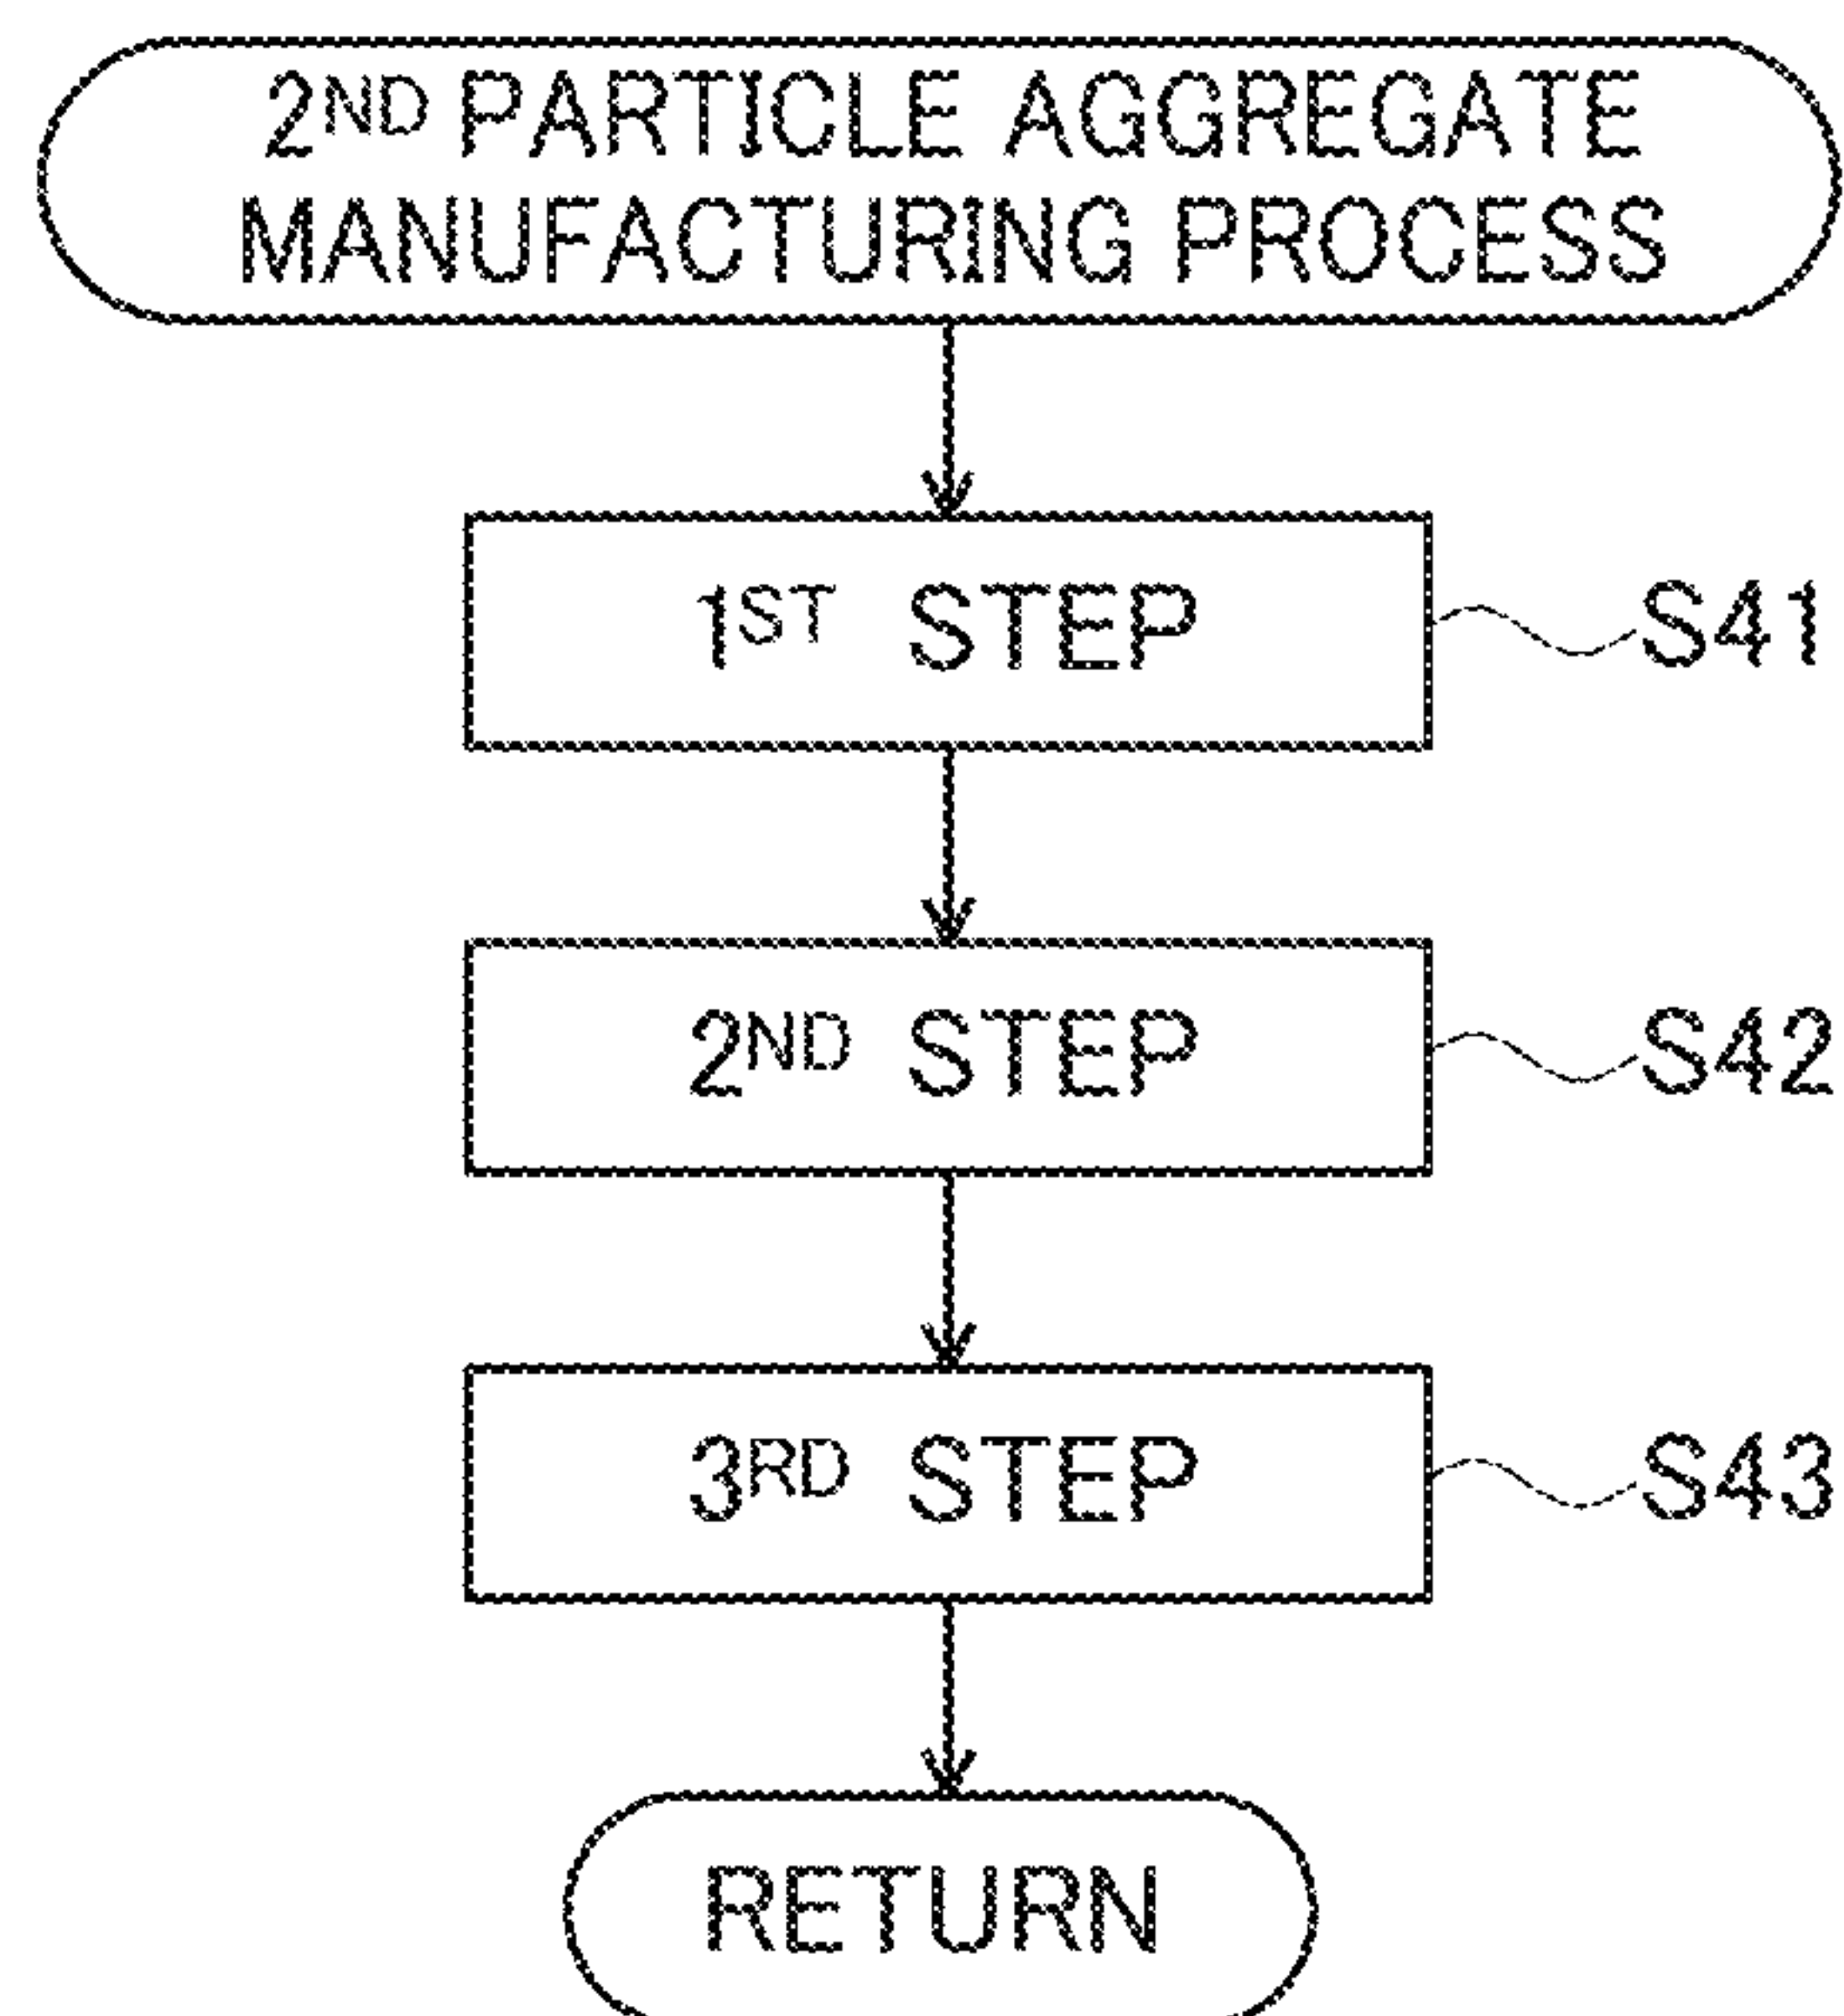 2ND PARTICLE AGGREGATE
MANUFACTURING PROCESS
1ST STEP
S41
2ND STEP
S42
3RD STEP
S43
RETURN